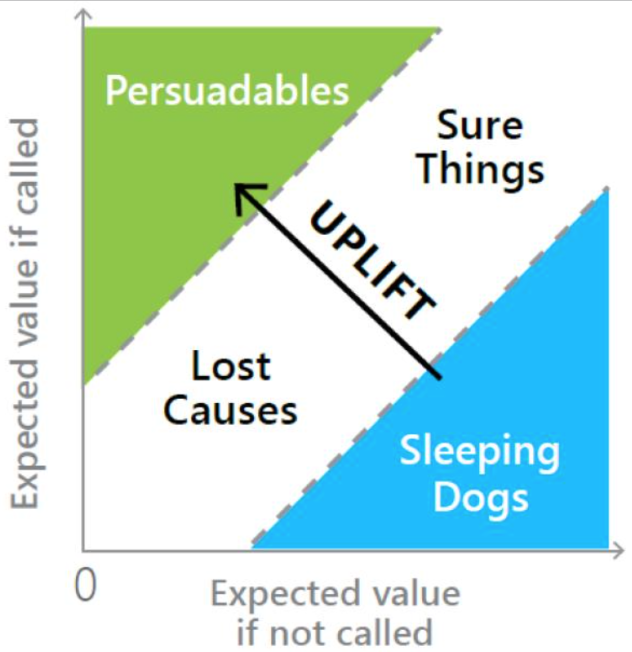 Persuadables
Sure
Things
UPLIFT
Lost
Causes
Sleeping
Dogs
Expected value if called
0
Expected value
if not called